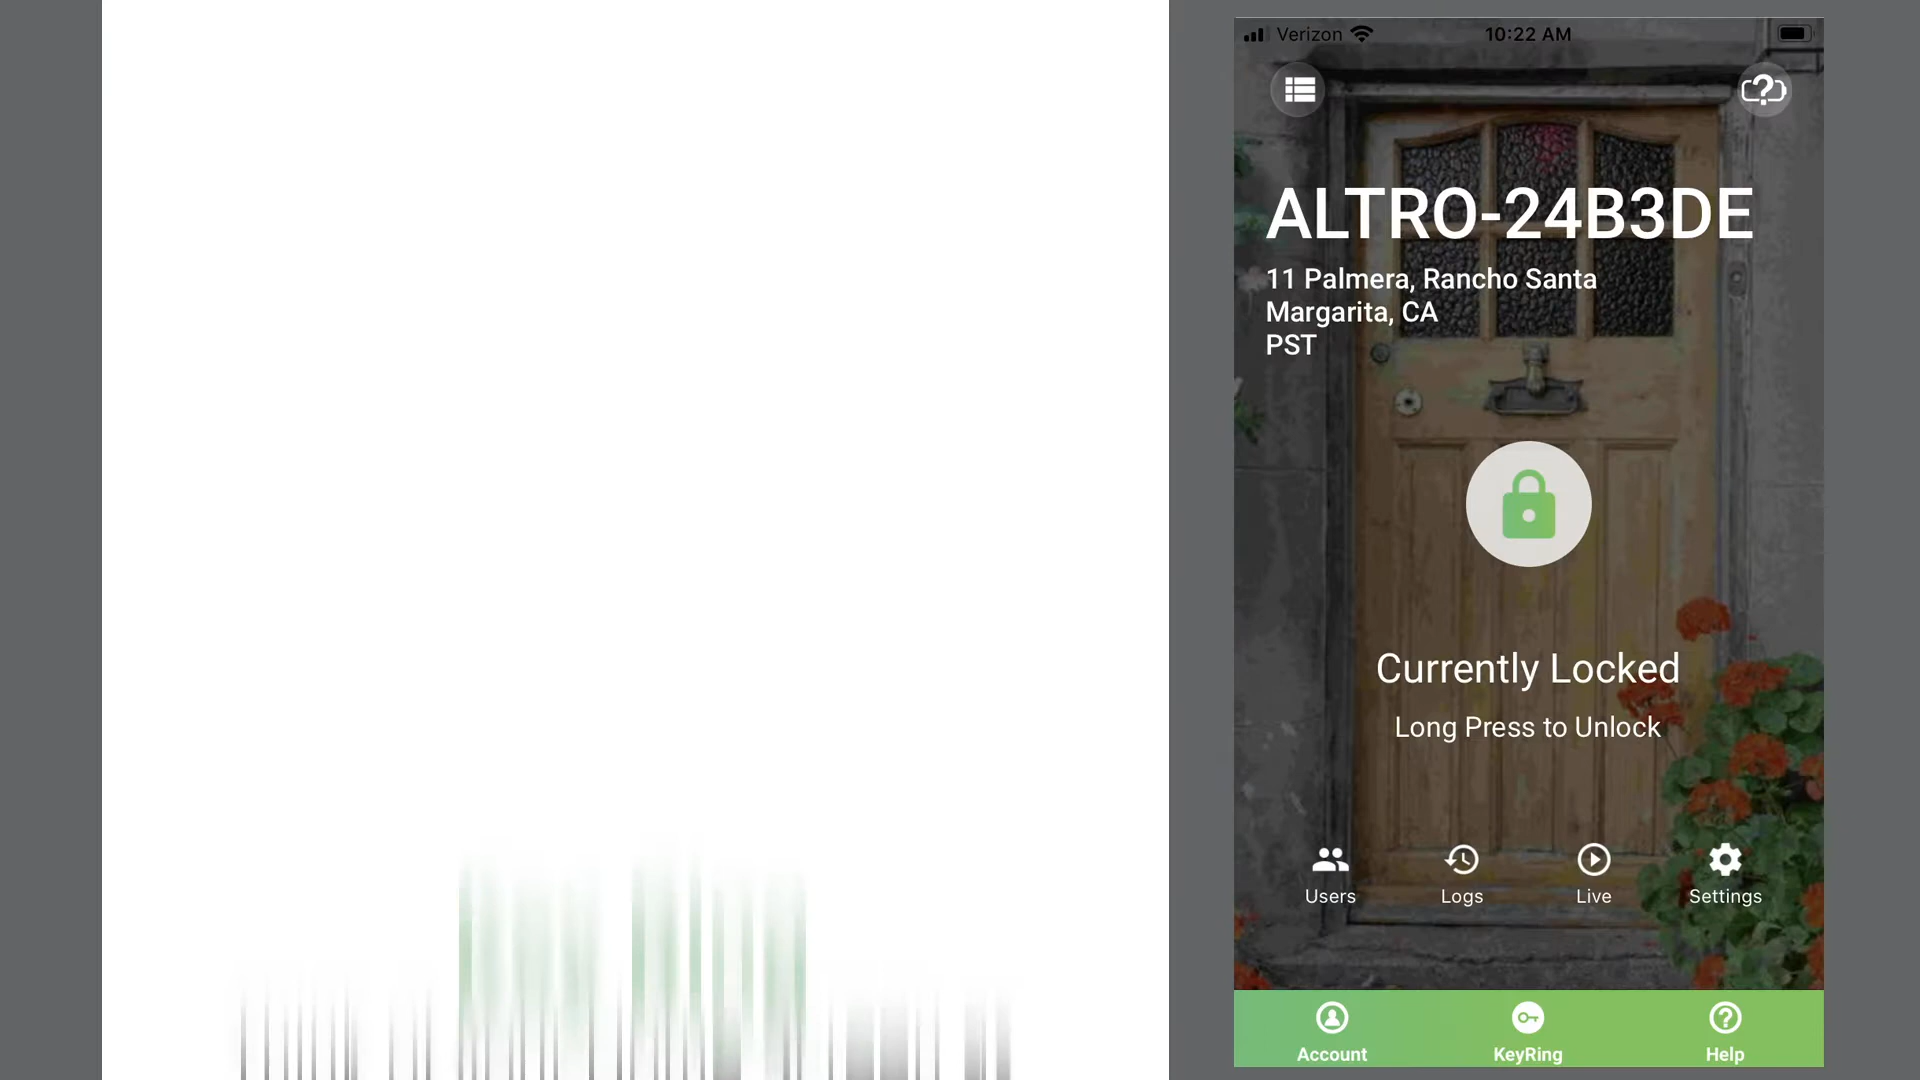 Verizon
10:22 AM
ALTRO-24B3DE
11 Palmera, Rancho Santa
Margarita, CA
PST
Currently Locked
Long Press to Unlock
Users Logs Live Settings
Account KeyRing Help